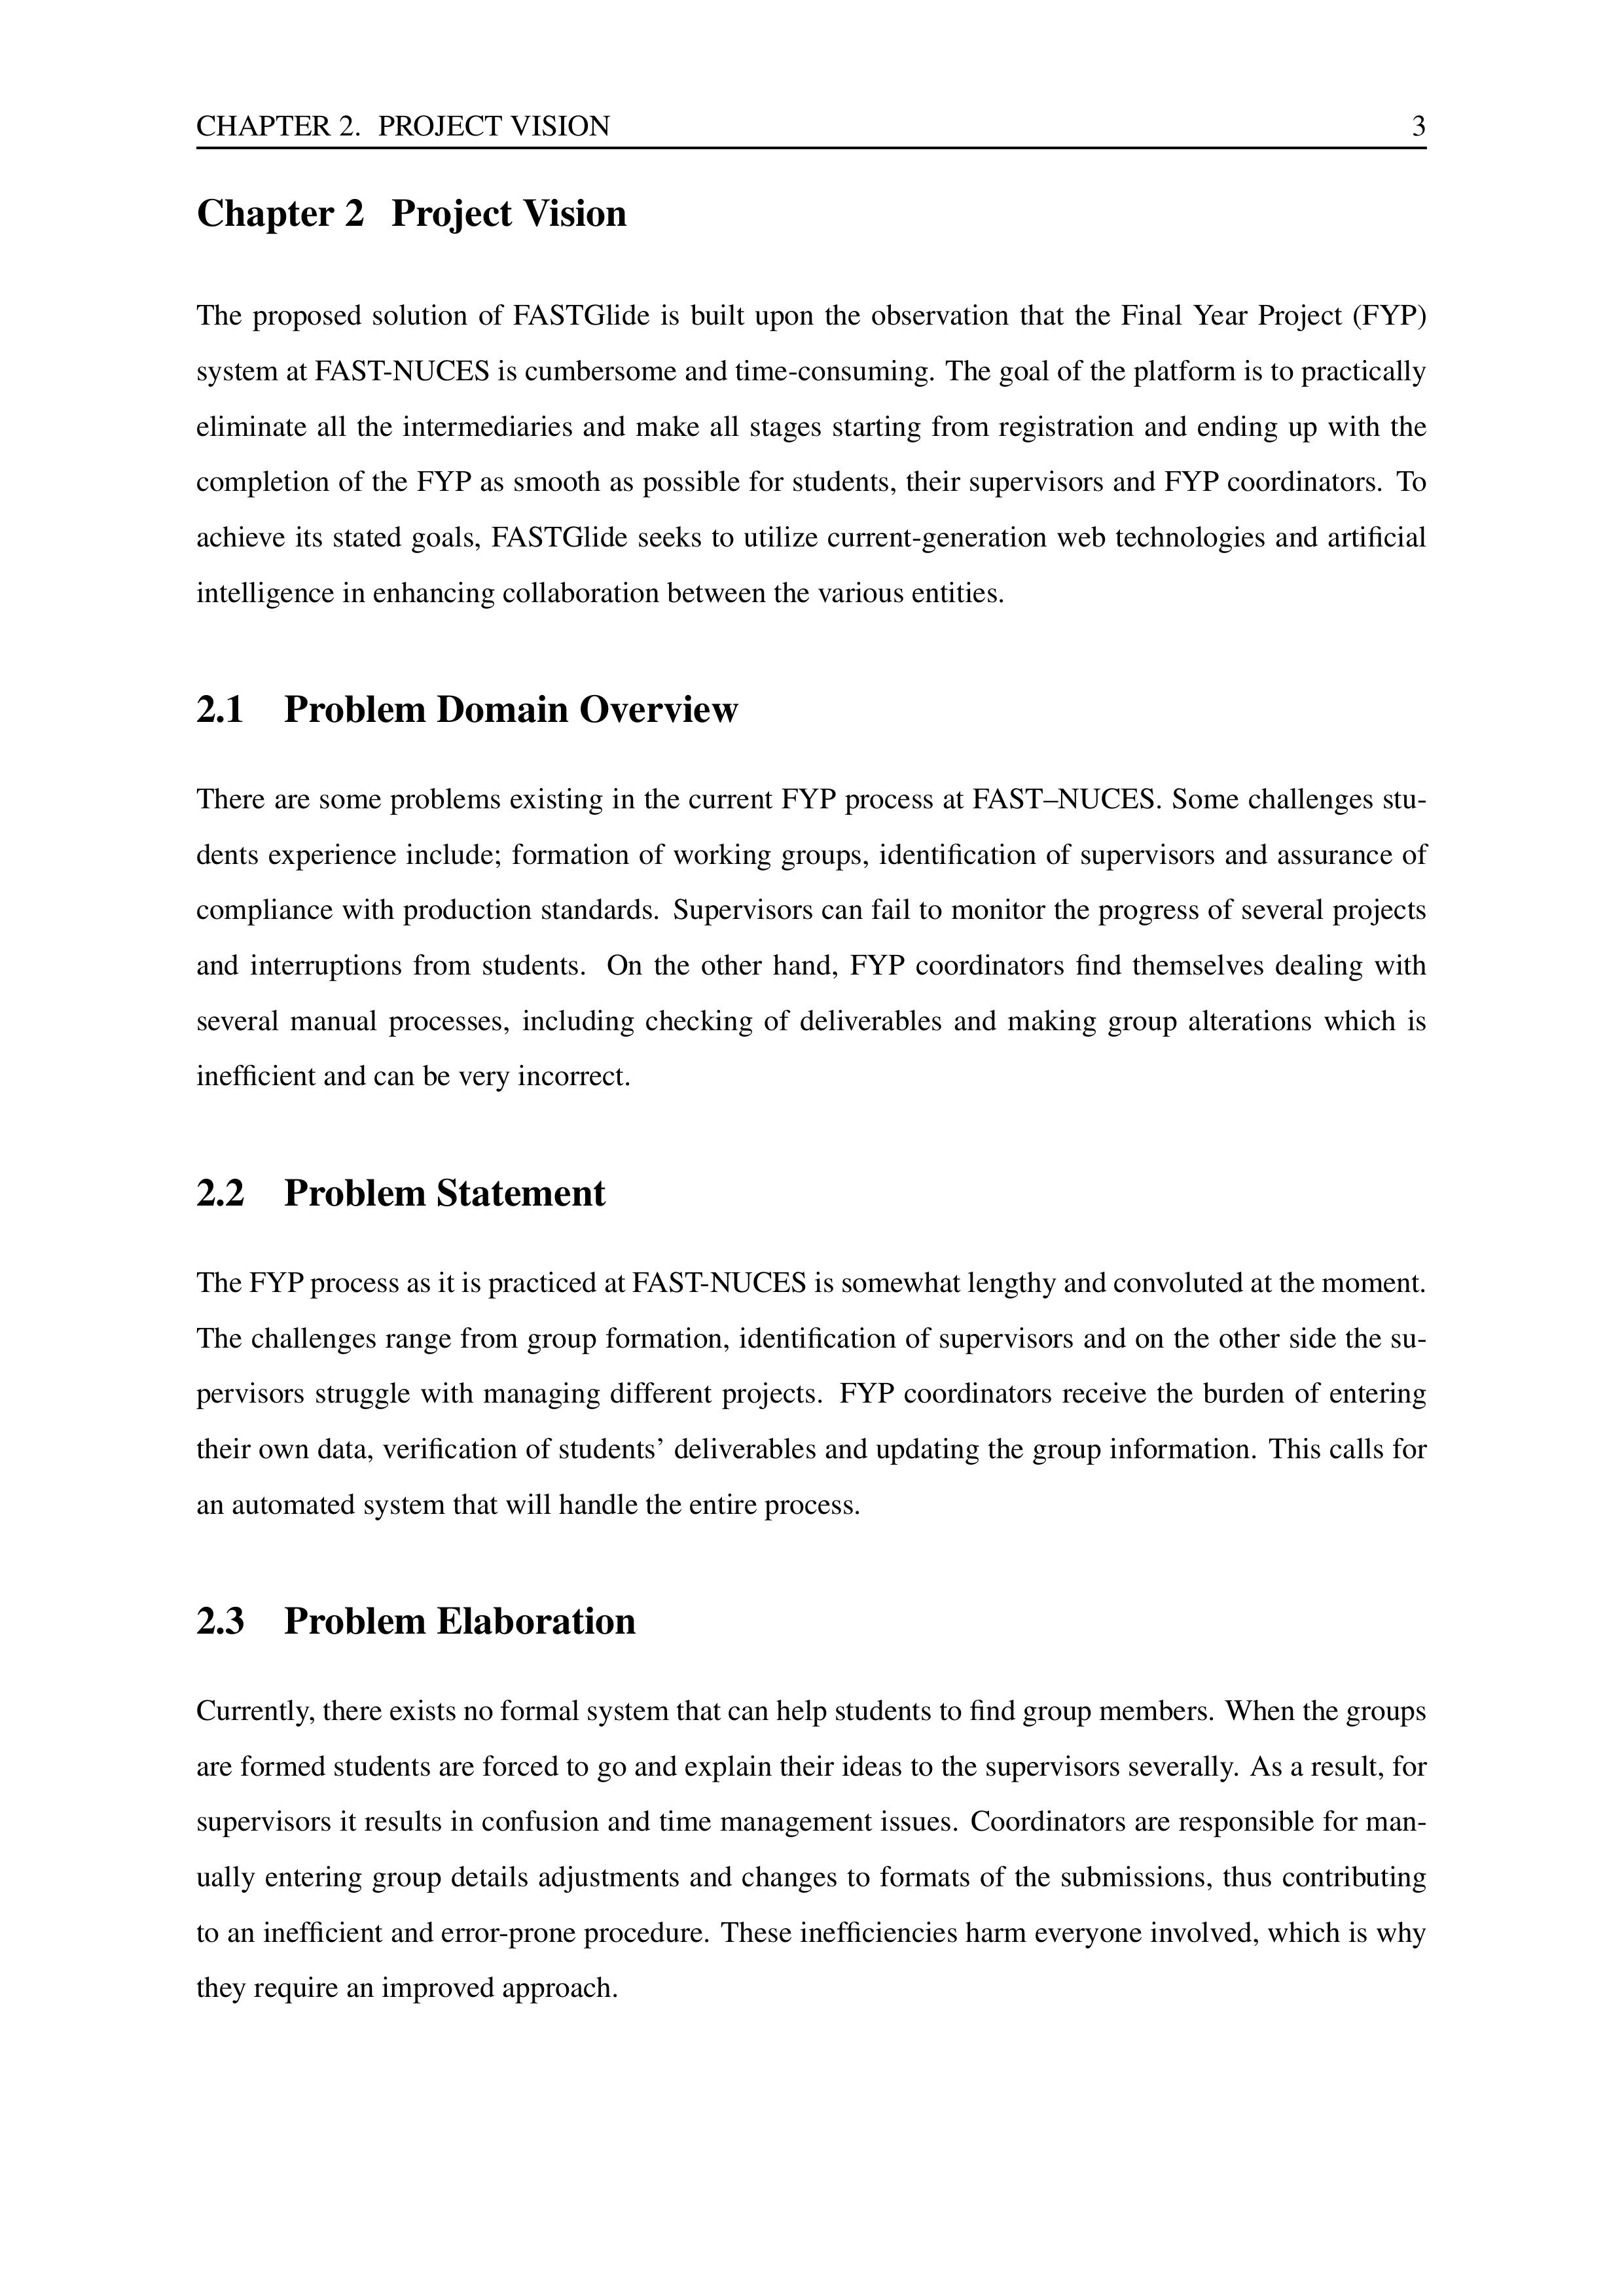 CHAPTER 2. PROJECT VISION 3
Chapter 2 Project Vision
The proposed solution of FASTGlide is built upon the observation that the Final Year Project (FYP)
system at FAST-NUCES is cumbersome and time-consuming. The goal of the platform is to practically
eliminate all the intermediaries and make all stages starting from registration and ending up with the
completion of the FYP as smooth as possible for students, their supervisors and FYP coordinators. To
achieve its stated goals, FASTGlide seeks to utilize current-generation web technologies and artificial
intelligence in enhancing collaboration between the various entities.
2.1 Problem Domain Overview
There are some problems existing in the current FYP process at FAST–NUCES. Some challenges stu-
dents experience include; formation of working groups, identification of supervisors and assurance of
compliance with production standards. Supervisors can fail to monitor the progress of several projects
and interruptions from students. On the other hand, FYP coordinators find themselves dealing with
several manual processes, including checking of deliverables and making group alterations which is
inefficient and can be very incorrect.
2.2 Problem Statement
The FYP process as it is practiced at FAST-NUCES is somewhat lengthy and convoluted at the moment.
The challenges range from group formation, identification of supervisors and on the other side the su-
pervisors struggle with managing different projects. FYP coordinators receive the burden of entering
their own data, verification of students’ deliverables and updating the group information. This calls for
an automated system that will handle the entire process.
2.3 Problem Elaboration
Currently, there exists no formal system that can help students to find group members. When the groups
are formed students are forced to go and explain their ideas to the supervisors severally. As a result, for
supervisors it results in confusion and time management issues. Coordinators are responsible for man-
ually entering group details adjustments and changes to formats of the submissions, thus contributing
to an inefficient and error-prone procedure. These inefficiencies harm everyone involved, which is why
they require an improved approach.